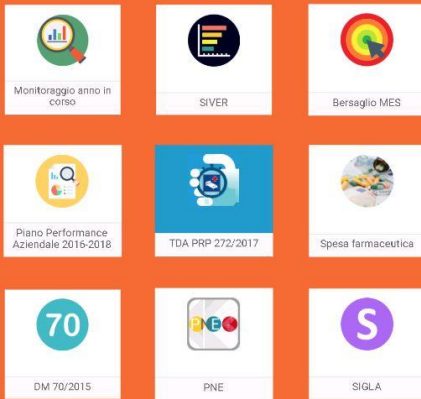 Monitoraggio anno in
corso
SIVER
Bersaglio MES
Piano Performance
Aziendale 2016-2018
TDA PRP 272/2017
Spesa farmaceutica
70
PNE
S
DM 70/2015
PNE
SIGLA